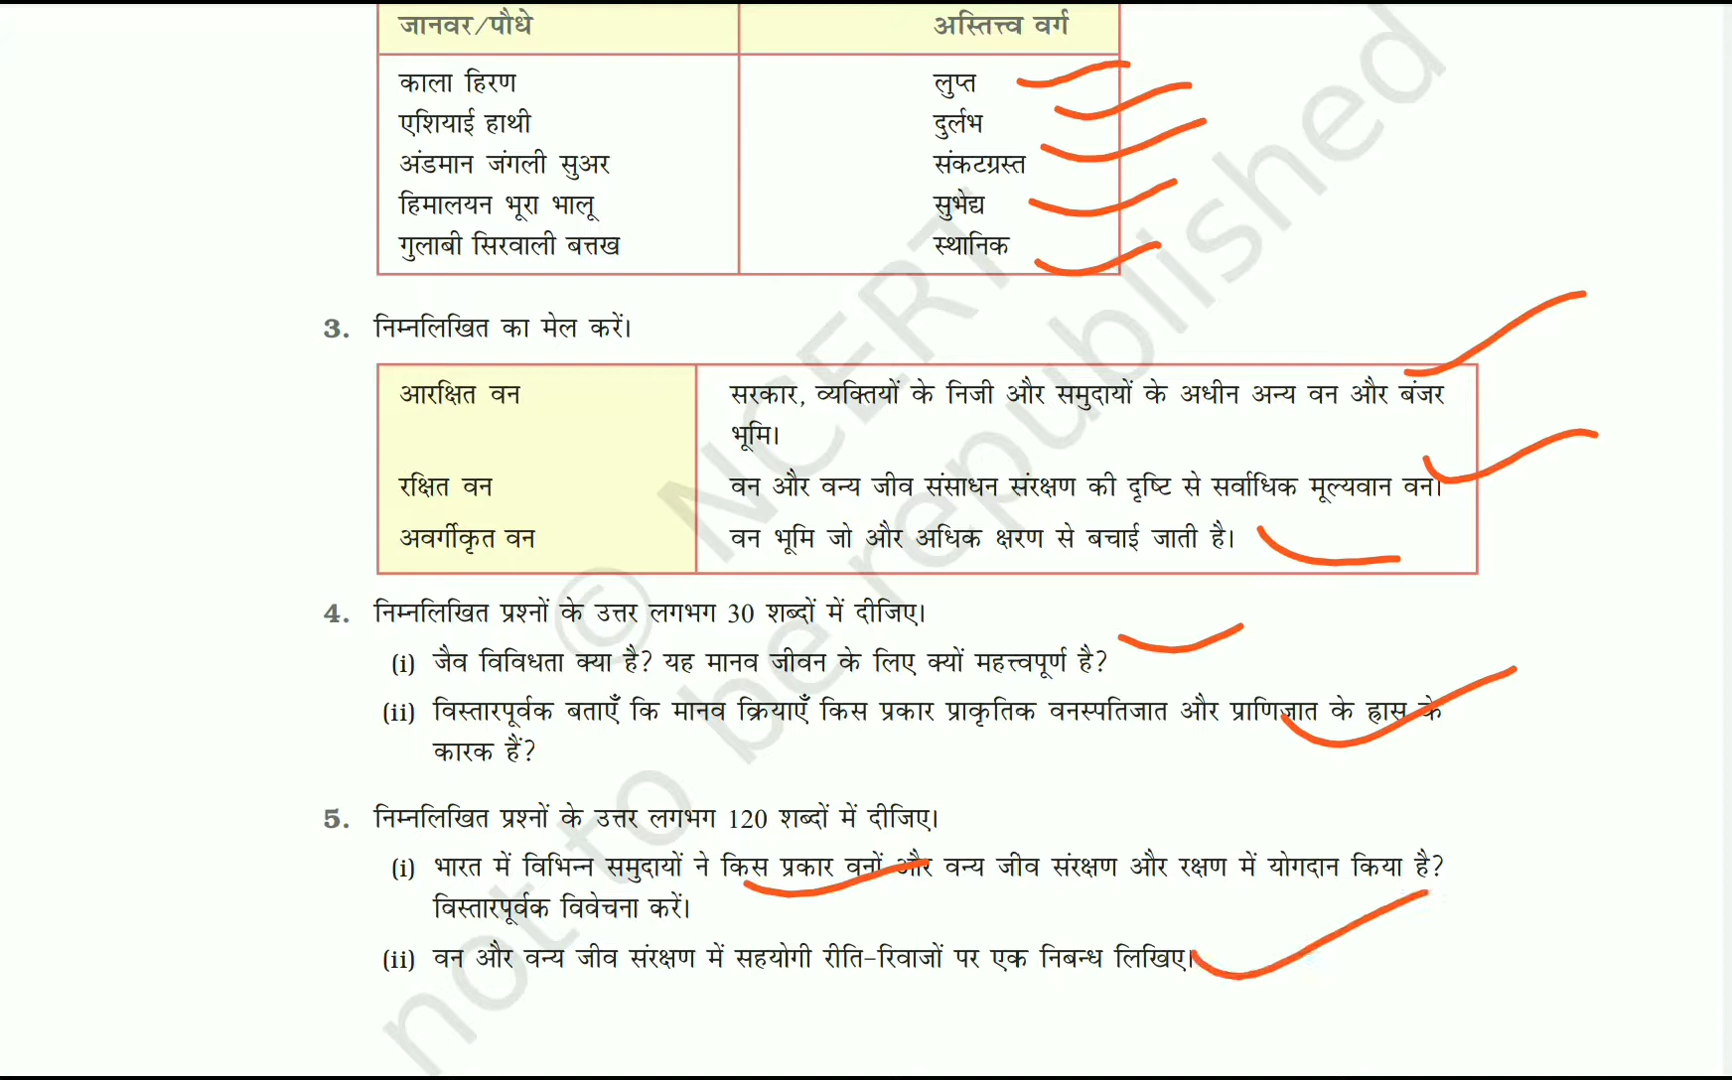 जानवर/पौधे अस्तित्त्व वर्ग
काला हिरण लुप्त
एशियाई हाथी दुर्लभ
अंडमान जंगली सुअर संकटग्रस्त
हिमालयन भूरा भालू सुभेद्य
गुलाबी सिरवाली बत्तख स्थानिक
3. निम्नलिखित का मेल करें।
आरक्षित वन सरकार, व्यक्तियों के निजी और समुदायों के अधीन अन्य वन और बंजर
भूमि।
रक्षित वन वन और वन्य जीव संसाधन संरक्षण की दृष्टि से सर्वाधिक मूल्यवान वन।
अवर्गीकृत वन वन भूमि जो और अधिक क्षरण से बचाई जाती है।
4. निम्नलिखित प्रश्नों के उत्तर लगभग 30 शब्दों में दीजिए।
(i) जैव विविधता क्या है? यह मानव जीवन के लिए क्यों महत्त्वपूर्ण है?
(ii) विस्तारपूर्वक बताएँ कि मानव क्रियाएँ किस प्रकार प्राकृतिक वनस्पतिजात और प्राणिजात के ह्रास के
कारक हैं?
5. निम्नलिखित प्रश्नों के उत्तर लगभग 120 शब्दों में दीजिए।
(i) भारत में विभिन्न समुदायों ने किस प्रकार वनों और वन्य जीव संरक्षण और रक्षण में योगदान किया है?
विस्तारपूर्वक विवेचना करें।
(ii) वन और वन्य जीव संरक्षण में सहयोगी रीति-रिवाजों पर एक निबन्ध लिखिए।
© NCERT
not to be republished